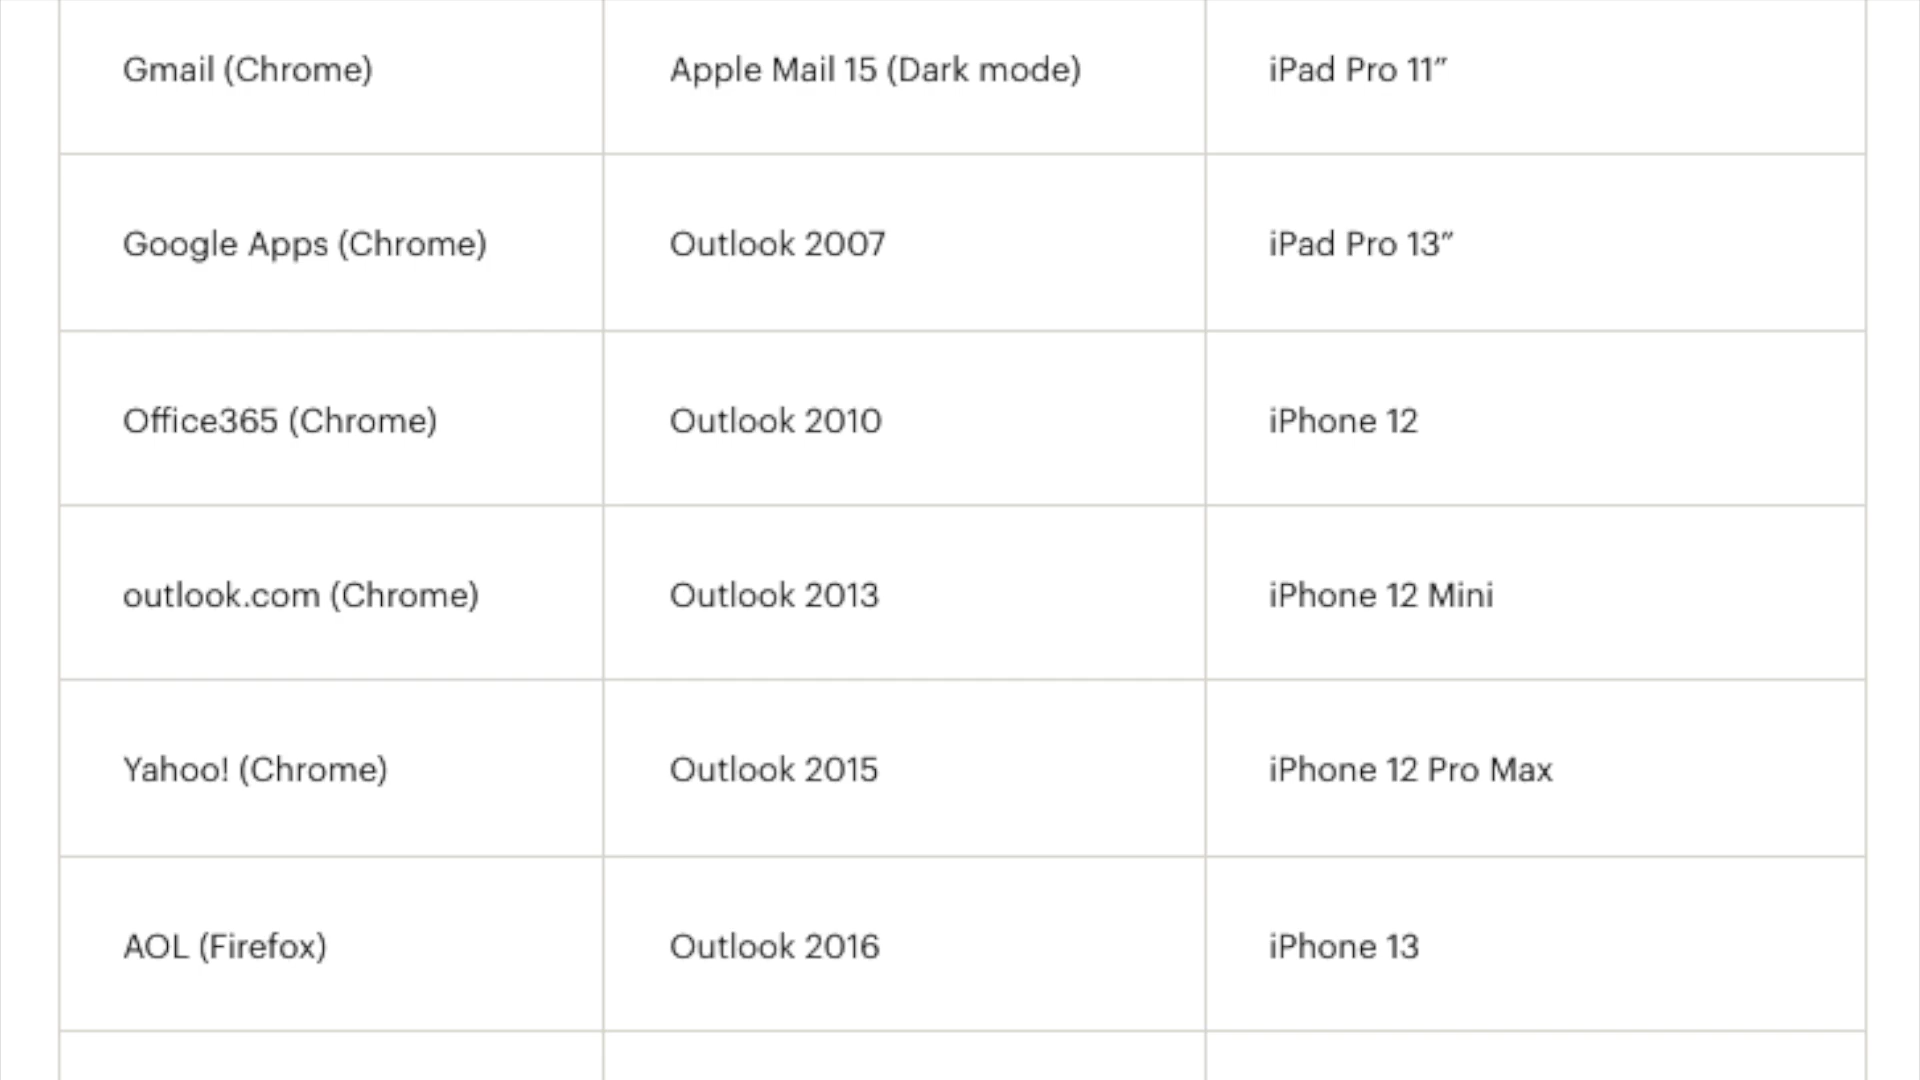 Gmail (Chrome) Apple Mail 15 (Dark mode) iPad Pro 11”
Google Apps (Chrome) Outlook 2007 iPad Pro 13”
Office365 (Chrome) Outlook 2010 iPhone 12
outlook.com (Chrome) Outlook 2013 iPhone 12 Mini
Yahoo! (Chrome) Outlook 2015 iPhone 12 Pro Max
AOL (Firefox) Outlook 2016 iPhone 13